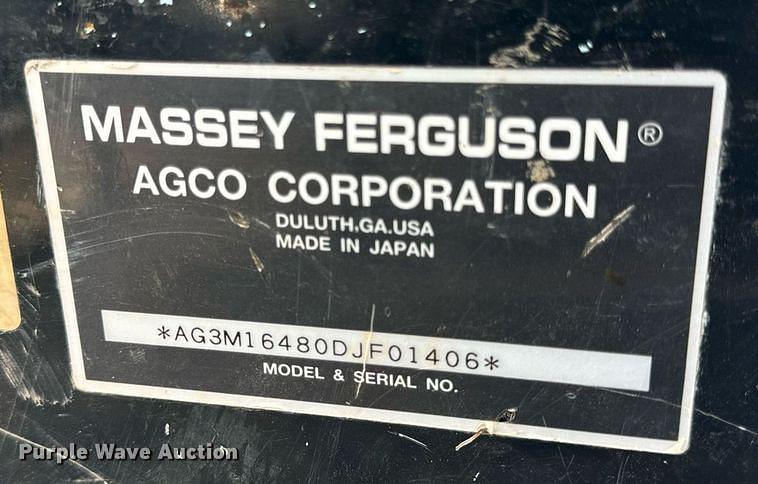 MASSEY FERGUSON®
AGCO CORPORATION
DULUTH,GA.USA
MADE IN JAPAN
*AG3M16480DJF01406*
MODEL & SERIAL NO.
Purple Wave Auction